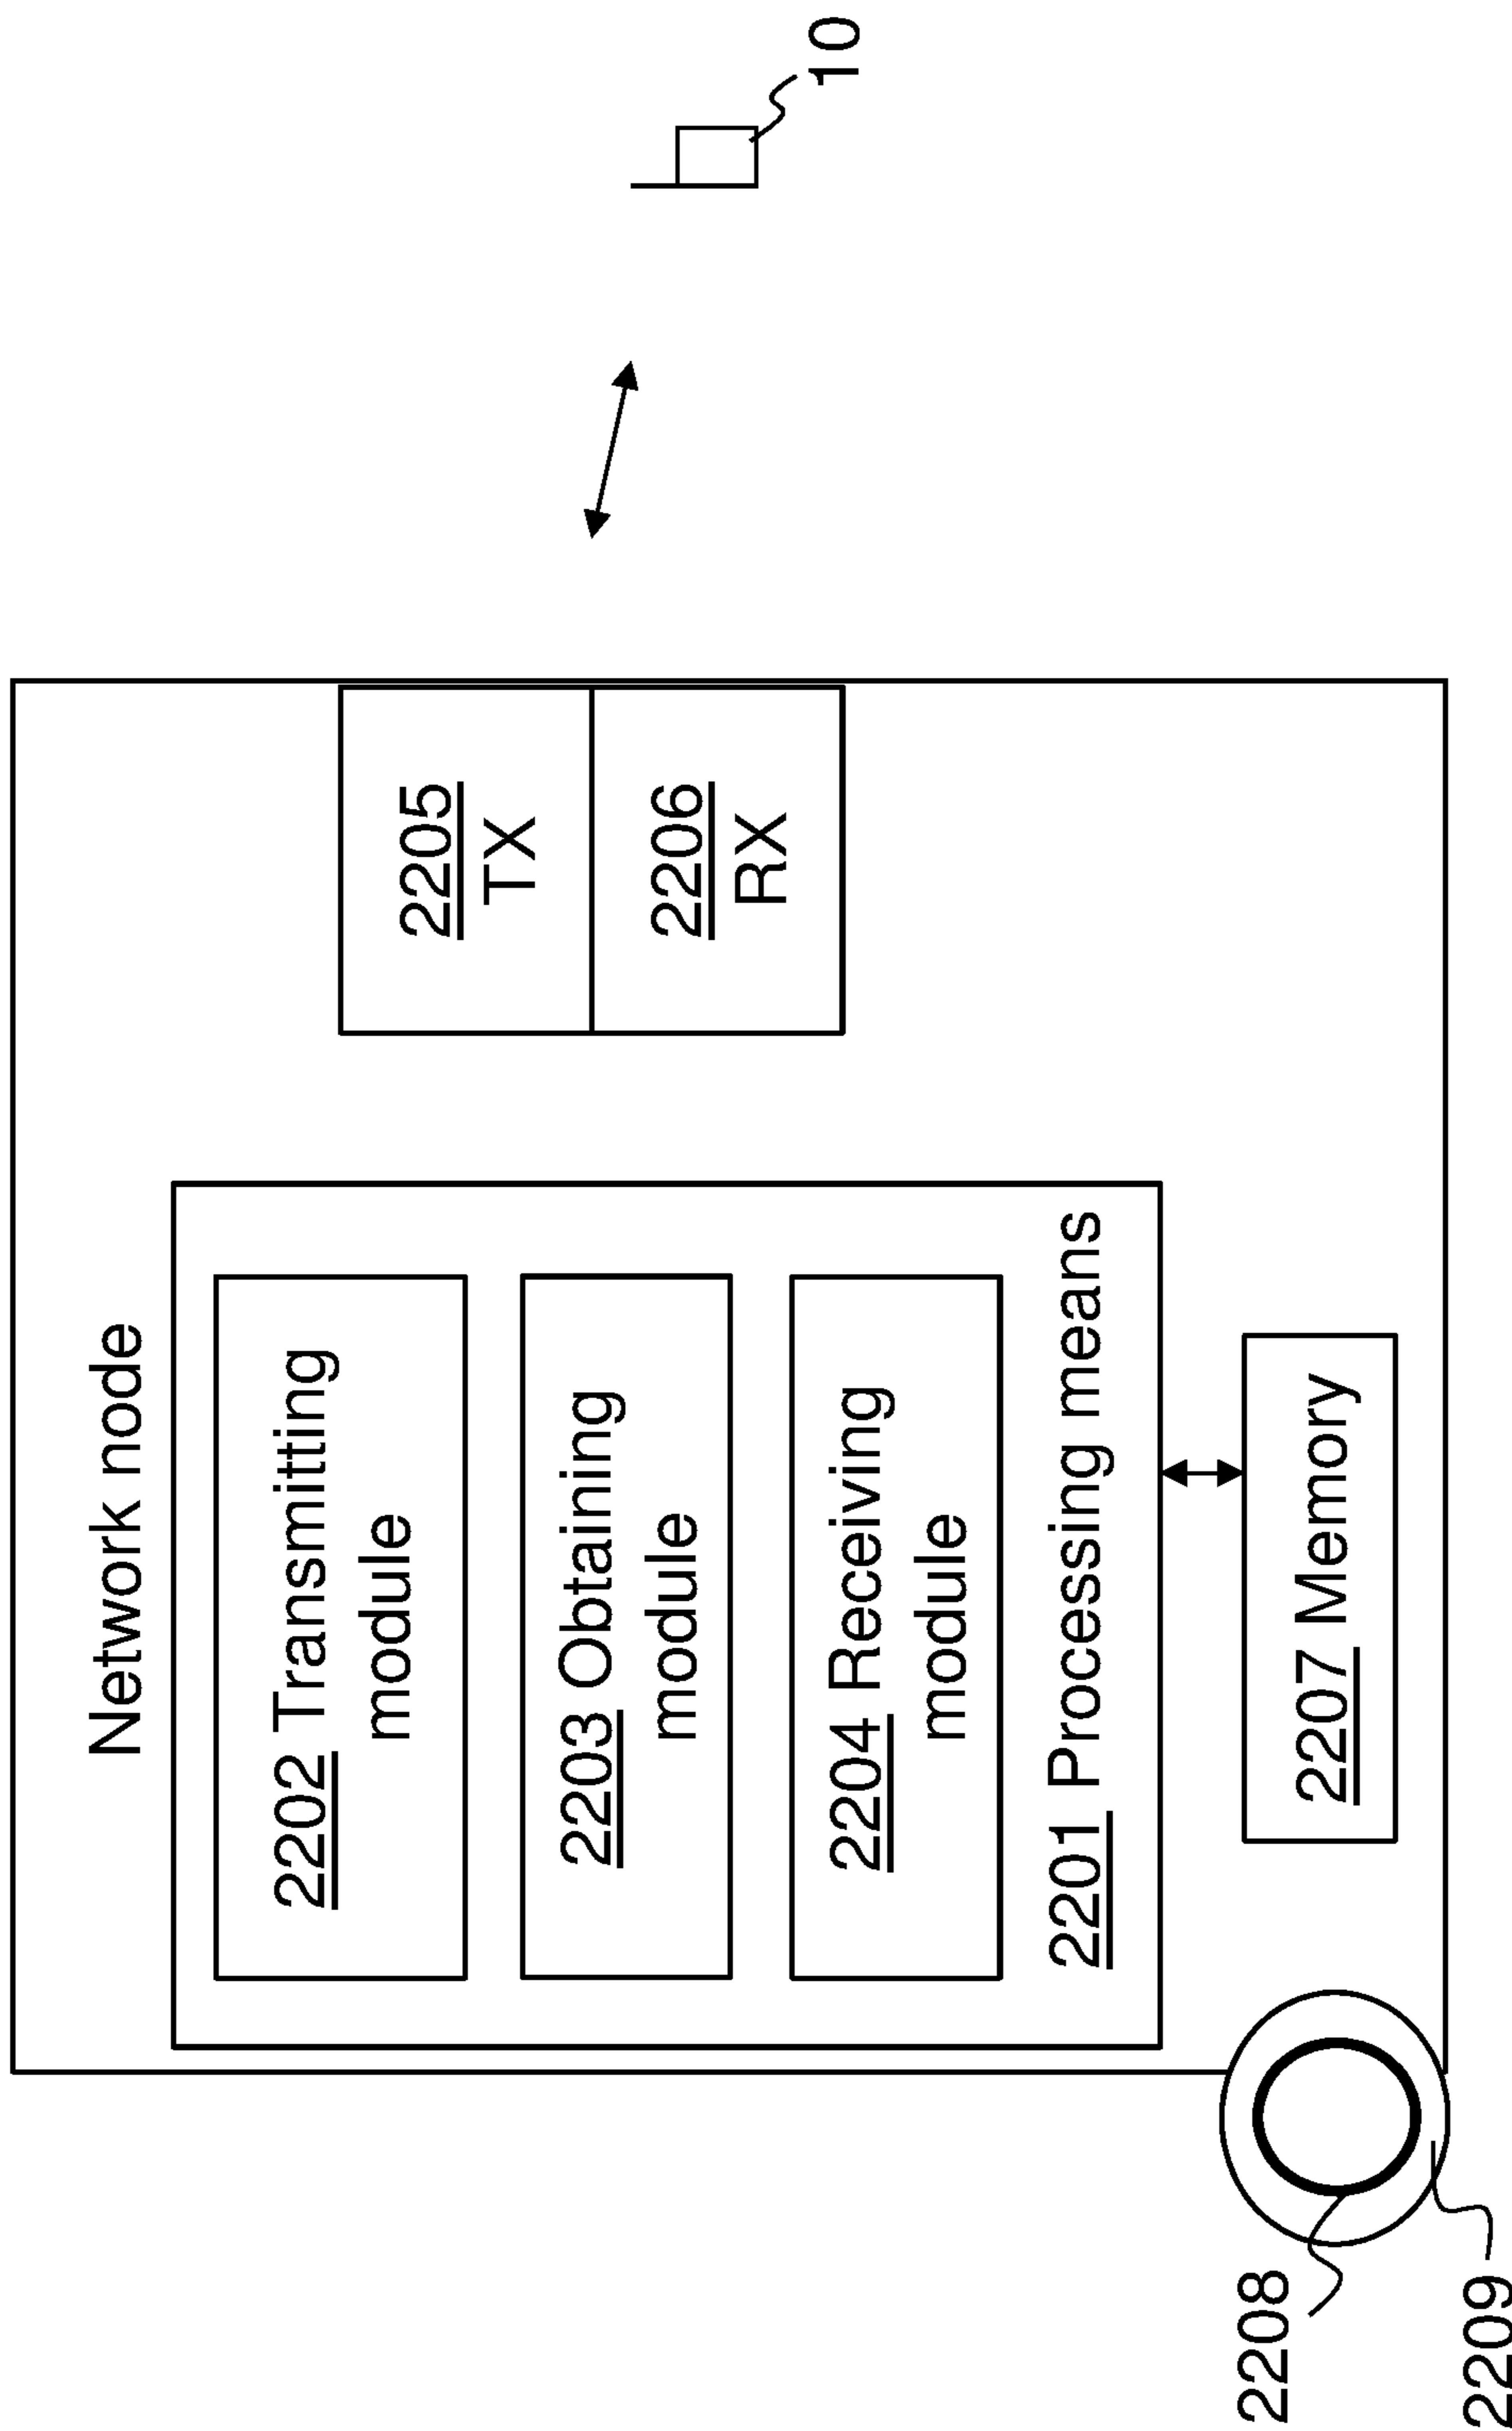 Network node
2202 Transmitting
module
2203 Obtaining
module
2204 Receiving
module
2201 Processing means
2207 Memory
2205
TX
2206
RX
10
2208
2209